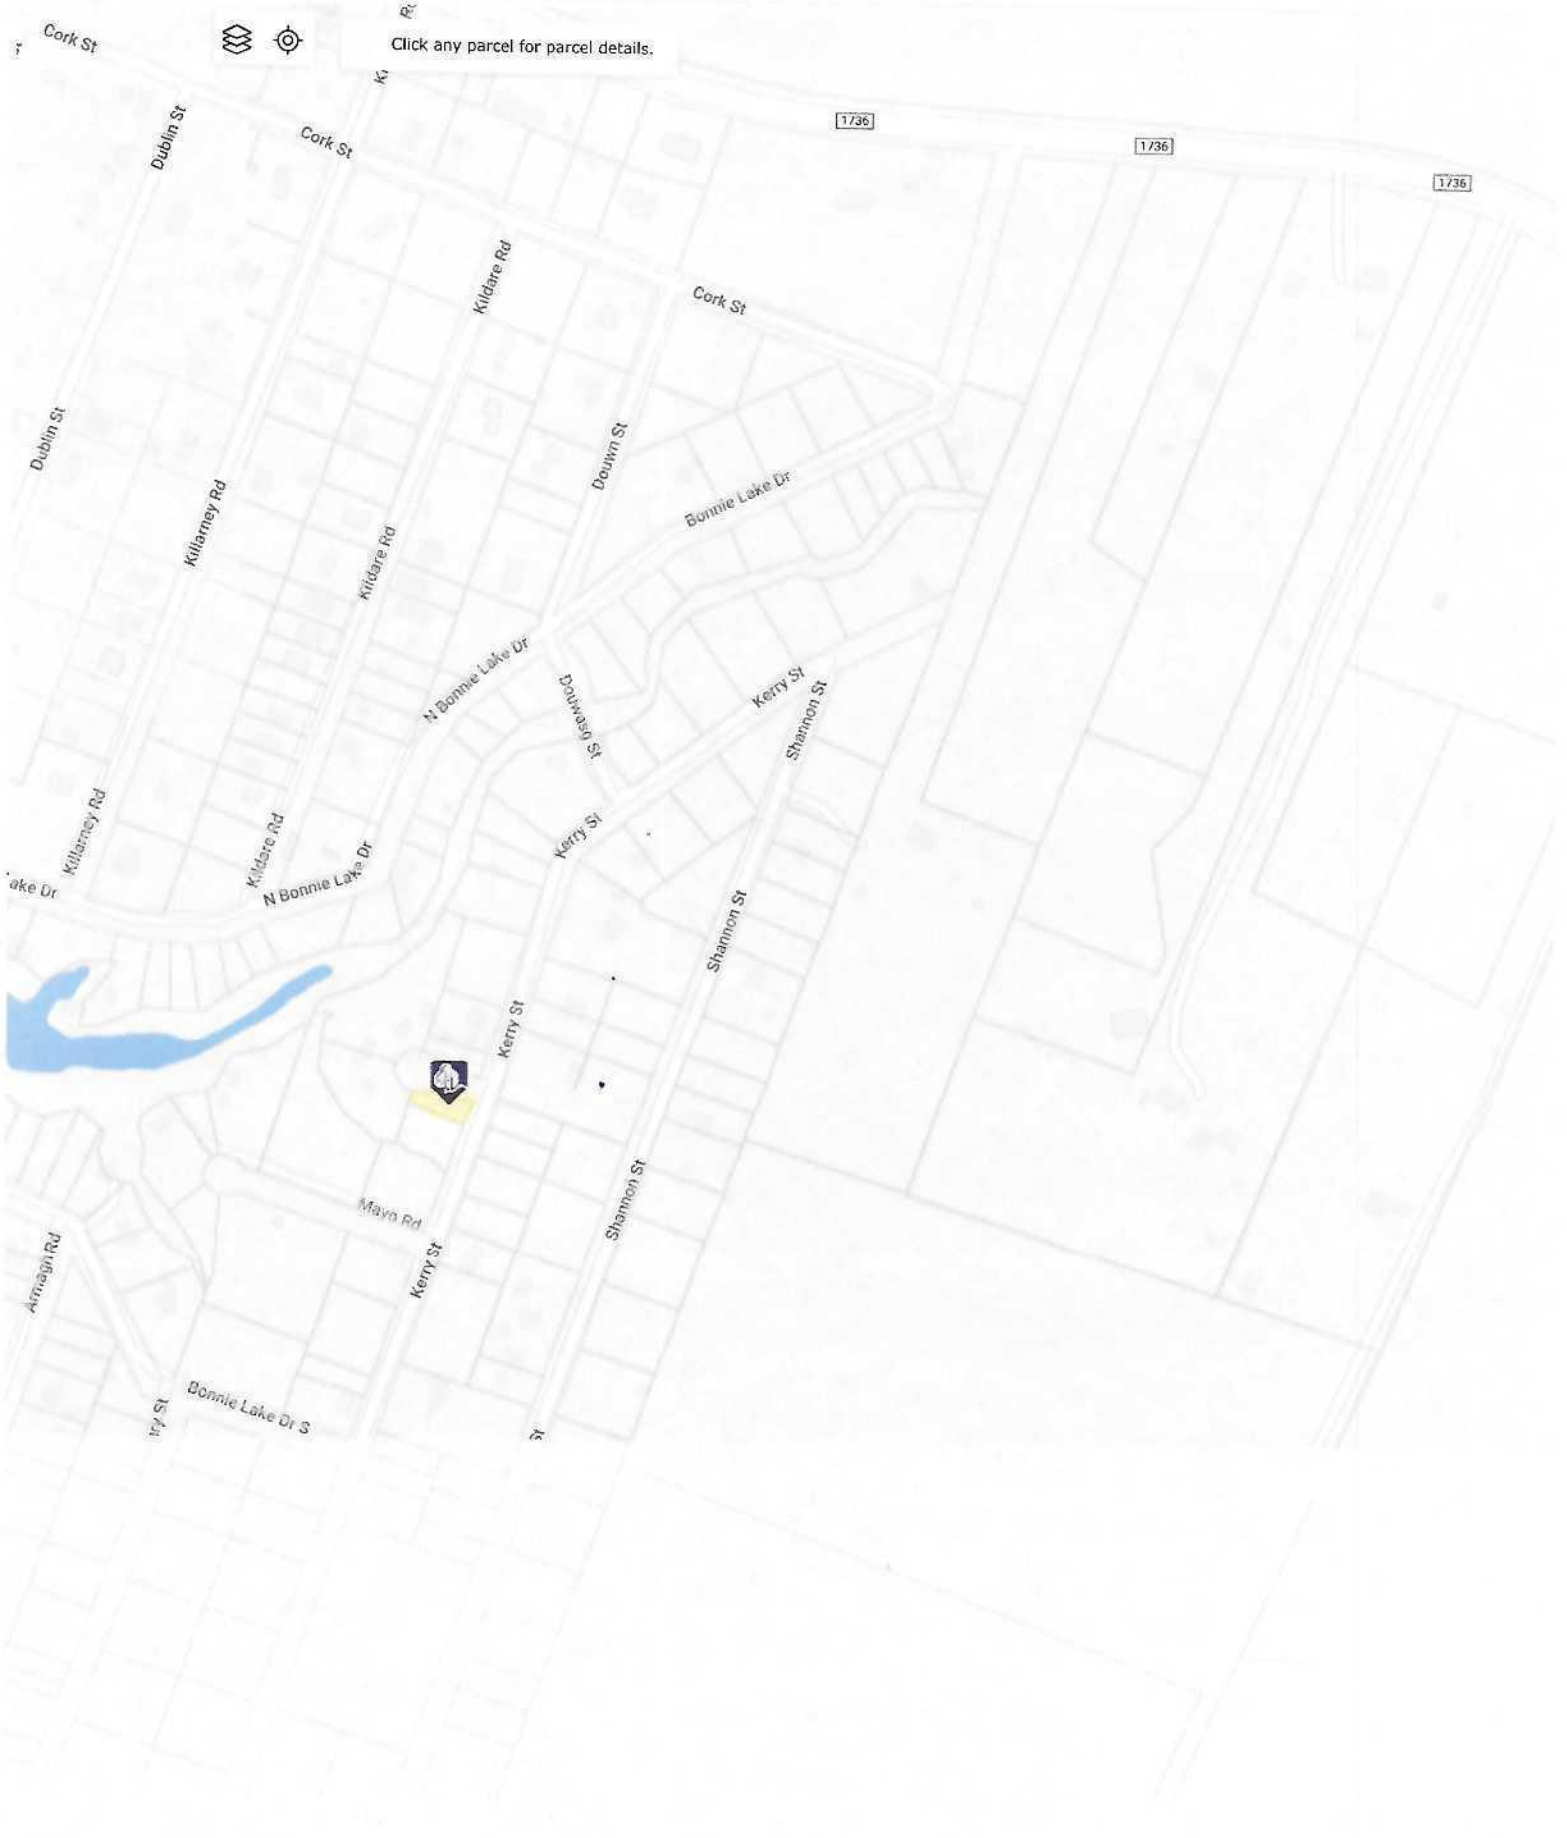 Cork St
Click any parcel for parcel details.
1736
Dublin St
Cork St
1736
1736
Kildare Rd
Cork St
Dublin St
Douwn St
Killarney Rd
Bonnie Lake Dr
Kildare Rd
N Bonnie Lake Dr
Kerry St
Douwasg St
Shannon St
Killarney Rd
Kildare Rd
Kerry St
N Bonnie Lake Dr
ake Dr
Shannon St
Kerry St
Mayo Rd
Shannon St
Kerry St
Armagh Rd
Bonnie Lake Dr S
ry St
St